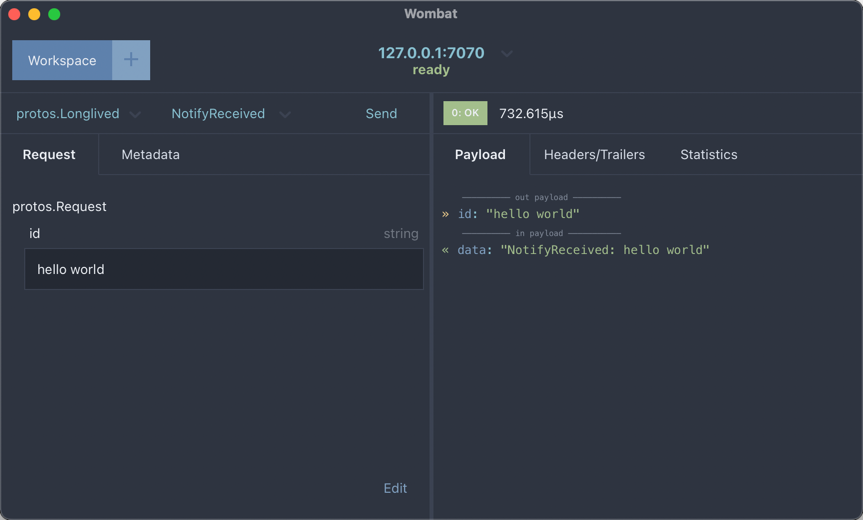 Wombat
Workspace +
127.0.0.1:7070
ready
protos.Longlived NotifyReceived Send
0: OK 732.615µs
Request Metadata
Payload Headers/Trailers Statistics
protos.Request
id string
hello world
out payload
» id: "hello world"
in payload
« data: "NotifyReceived: hello world"
Edit